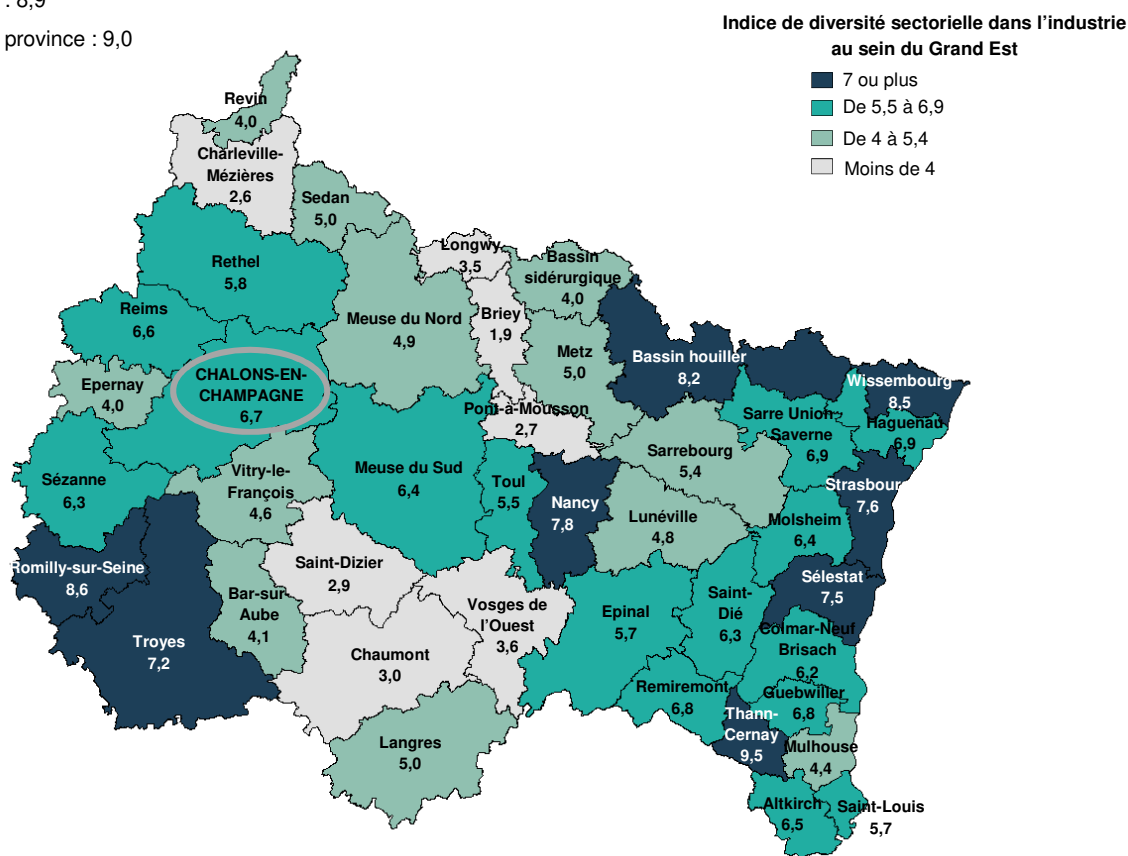 : 8,9
province : 9,0
Indice de diversité sectorielle dans l'industrie
au sein du Grand Est
7 ou plus
De 5,5 à 6,9
De 4 à 5,4
Moins de 4
Revin
4,0
Charleville-
Mézières
2,6
Sedan
5,0
Longwy
3,5
Bassin
sidérurgique
4,0
Rethel
5,8
Reims
6,6
Meuse du Nord
4,9
Briey
1,9
Metz
5,0
Bassin houiller
8,2
Wissembourg
8,5
Epernay
4,0
CHALONS-EN-
CHAMPAGNE
6,7
Pont-à-Mousson
2,7
Sarre Union-
Saverne
6,9
Haguenau
6,9
Sarrebourg
5,4
Sézanne
6,3
Vitry-le-
François
4,6
Meuse du Sud
6,4
Toul
5,5
Nancy
7,8
Lunéville
4,8
Strasbourg
7,6
Molsheim
6,4
Romilly-sur-Seine
8,6
Saint-Dizier
2,9
Bar-sur
Aube
4,1
Vosges de
l'Ouest
3,6
Epinal
5,7
Saint-
Dié
6,3
Sélestat
7,5
Troyes
7,2
Chaumont
3,0
Colmar-Neuf
Brisach
6,2
Remiremont
6,8
Guebwiller
6,8
Thann-
Cernay
9,5
Mulhouse
4,4
Langres
5,0
Altkirch
6,5
Saint-Louis
5,7